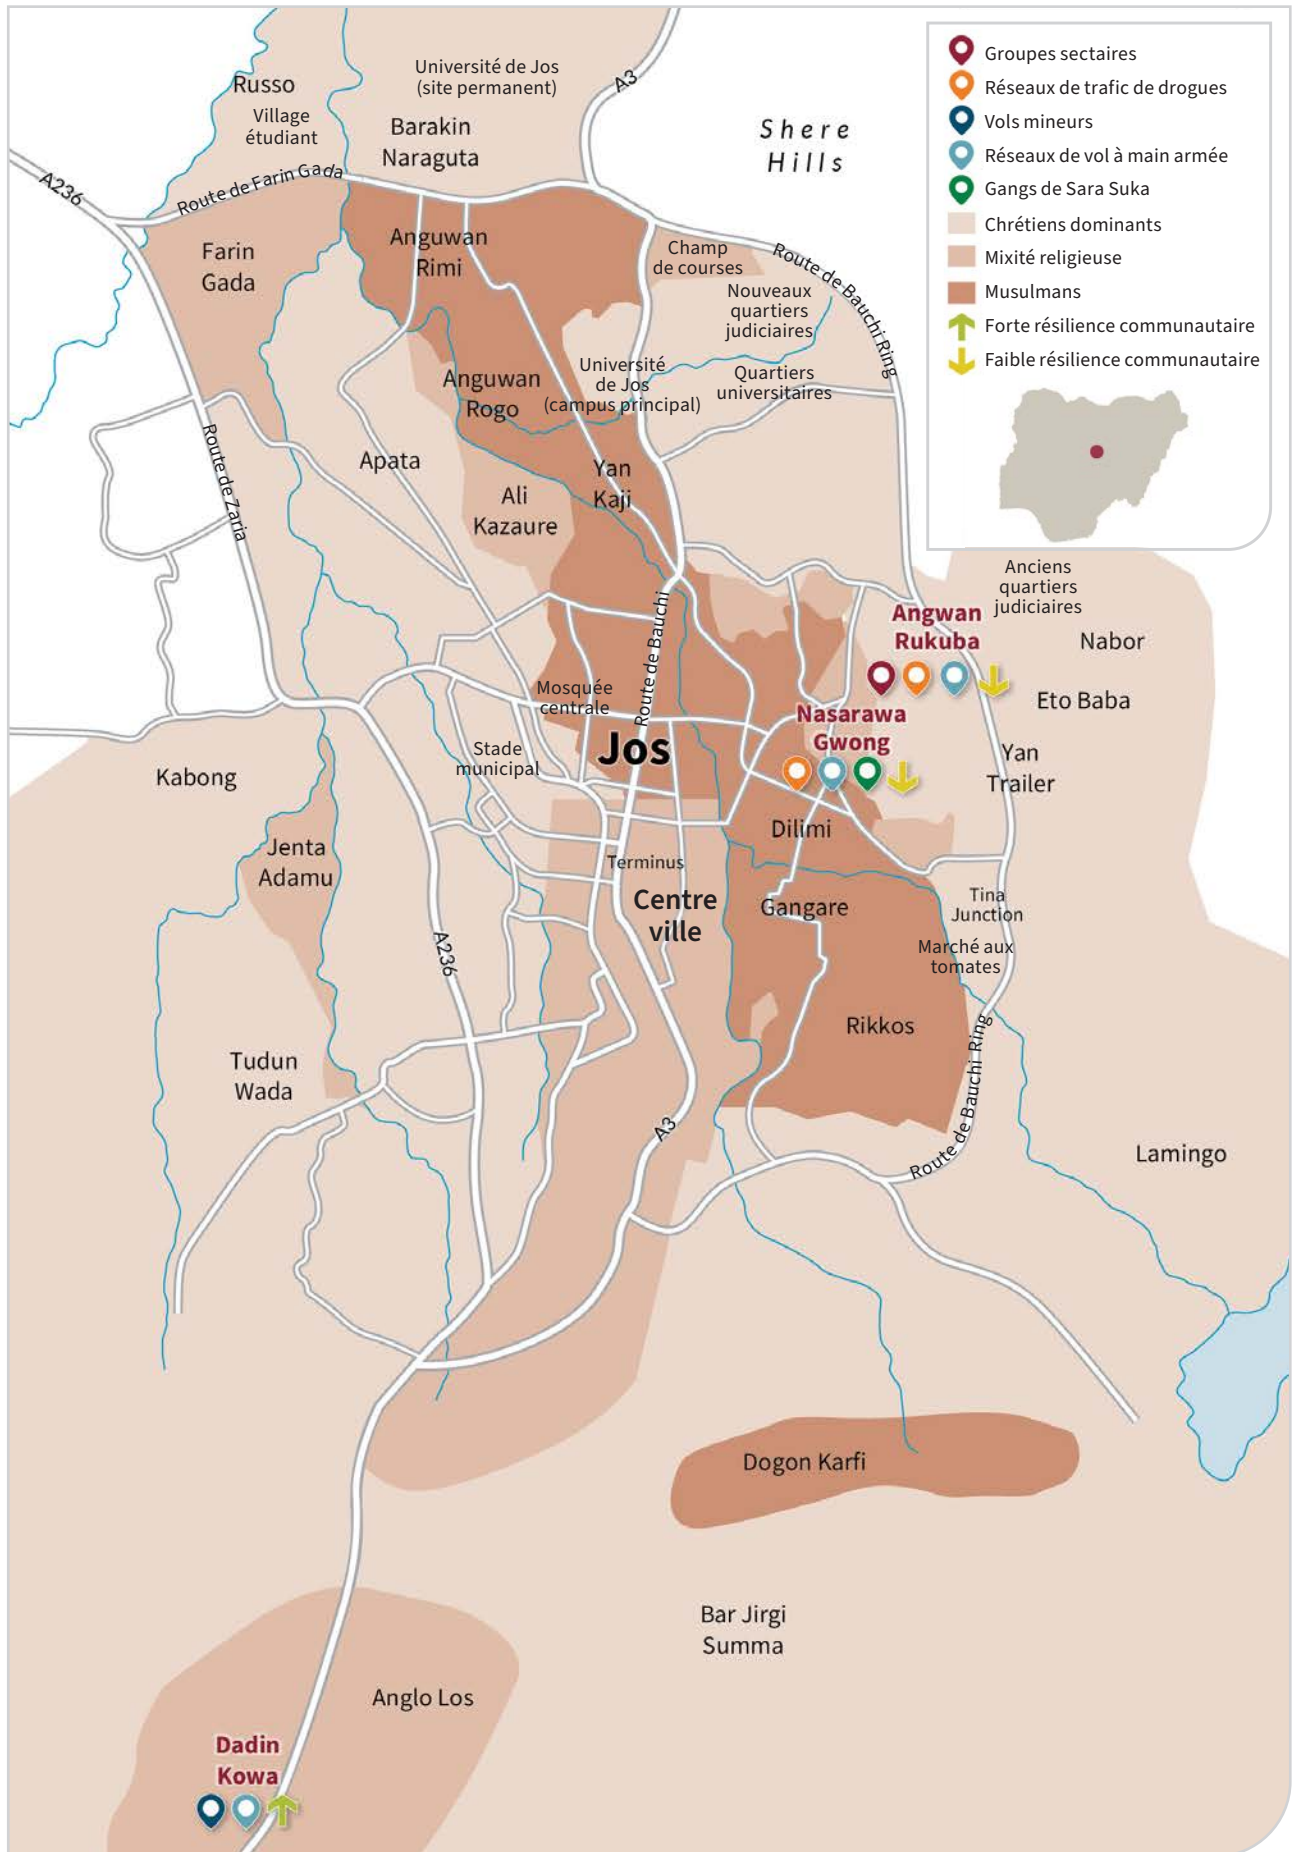 Groupes sectaires
Réseaux de trafic de drogues
Vols mineurs
Réseaux de vol à main armée
Gangs de Sara Suka
Chrétiens dominants
Mixité religieuse
Musulmans
Forte résilience communautaire
Faible résilience communautaire
Russo
Village
étudiant
Université de Jos
(site permanent)
Barakin
Naraguta
A3
Shere
Hills
A236
Route de Farin Gada
Farin
Gada
Anguwan
Rimi
Champ
de courses
Route de Bauchi Ring
Nouveaux
quartiers
judiciaires
Anguwan
Rogo
Université
de Jos
(campus principal)
Quartiers
universitaires
Route de Zaria
Apata
Yan
Kaji
Ali
Kazaure
Anciens
quartiers
judiciaires
Angwan
Rukuba
Nabor
Eto Baba
Route de Bauchi
Mosquée
centrale
Nasarawa
Gwong
Jos
Stade
municipal
Yan
Trailer
Kabong
Dilimi
Jenta
Adamu
Terminus
Centre
ville
Gangare
Tina
Junction
A236
Marché aux
tomates
Rikkos
Tudun
Wada
Route de Bauchi Ring
A3
Lamingo
Dogon Karfi
Bar Jirgi
Summa
Anglo Los
Dadin
Kowa